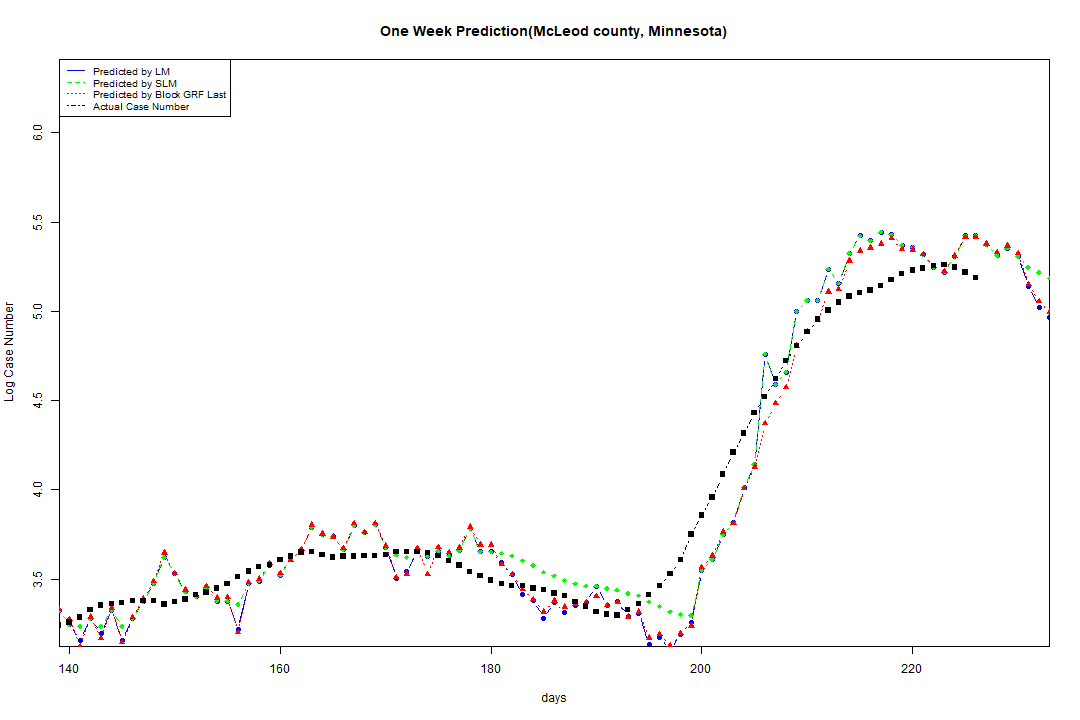 One Week Prediction(McLeod county, Minnesota)
Predicted by LM
Predicted by SLM
Predicted by Block GRF Last
Actual Case Number
6.0
5.5
5.0
4.5
4.0
3.5
Log Case Number
140 160 180 200 220
days